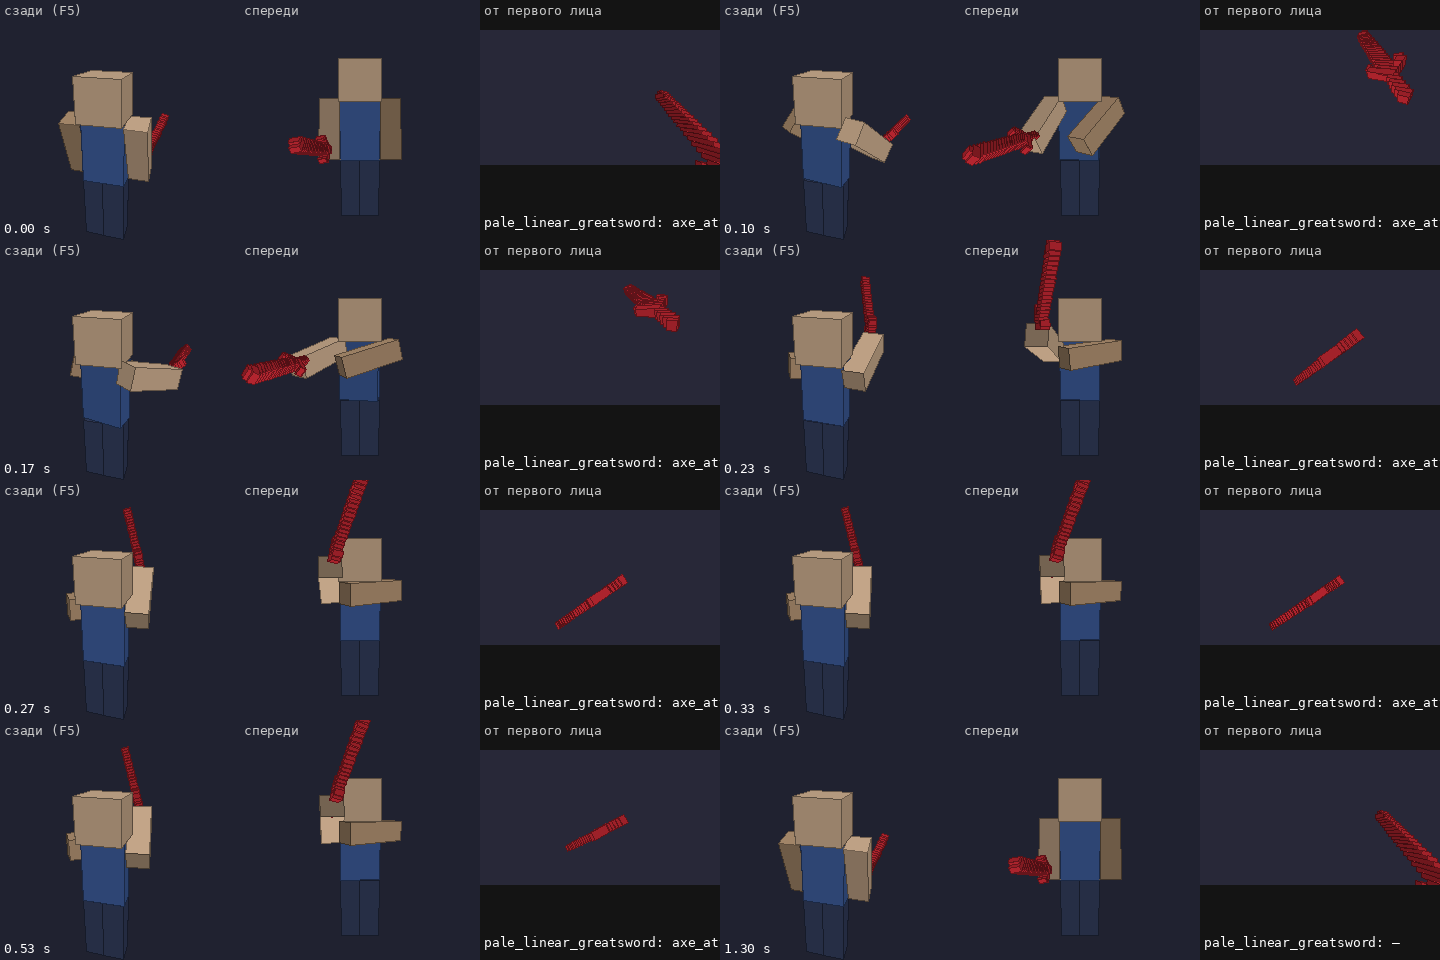 сзади (F5) спереди от первого лица
0.00 s pale_linear_greatsword: axe_at
сзади (F5) спереди от первого лица
0.10 s pale_linear_greatsword: axe_at
сзади (F5) спереди от первого лица
0.17 s pale_linear_greatsword: axe_at
сзади (F5) спереди от первого лица
0.23 s pale_linear_greatsword: axe_at
сзади (F5) спереди от первого лица
0.27 s pale_linear_greatsword: axe_at
сзади (F5) спереди от первого лица
0.33 s pale_linear_greatsword: axe_at
сзади (F5) спереди от первого лица
0.53 s pale_linear_greatsword: axe_at
сзади (F5) спереди от первого лица
1.30 s pale_linear_greatsword: —